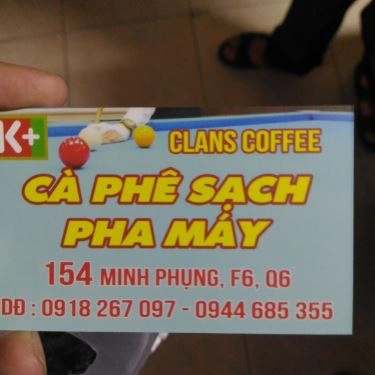 K+
CLANS COFFEE
CÀ PHÊ SẠCH
PHA MÁY
154 MINH PHỤNG, F6, Q6
DĐ : 0918 267 097 - 0944 685 355